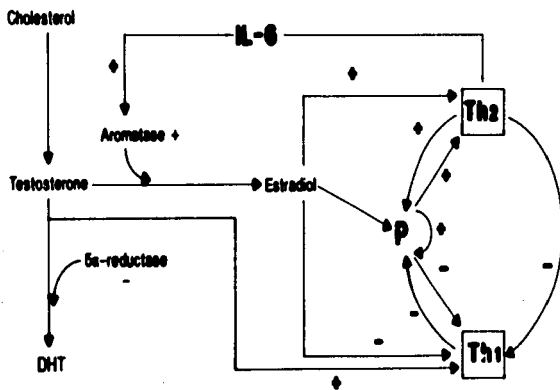 Cholesterol
IL-6
+
+
Th2
Aromatase +
+
+
Testosterone
Estradiol
P
+
5α-reductase
-
-
-
-
-
DHT
Th1
+